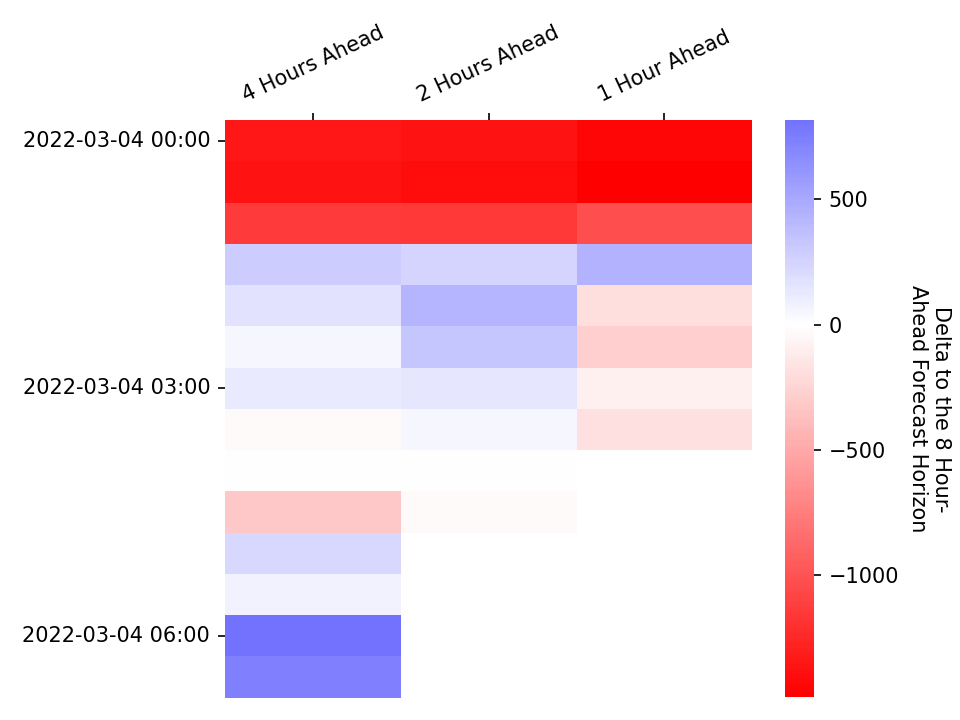 4 Hours Ahead
2 Hours Ahead
1 Hour Ahead
2022-03-04 00:00
2022-03-04 03:00
2022-03-04 06:00
500
0
−500
−1000
Delta to the 8 Hour-
Ahead Forecast Horizon